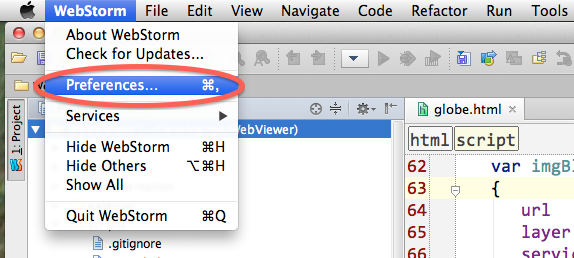 WebStorm File Edit View Navigate Code Refactor Run Tools
About WebStorm
Check for Updates...
Preferences... ⌘,
Services
WebViewer)
Hide WebStorm ⌘H
Hide Others ⌥⌘H
Show All
Quit WebStorm ⌘Q
.gitignore
1: Project
globe.html
html script
62 var imgB
63 {
64 url
65 layer
66 servic